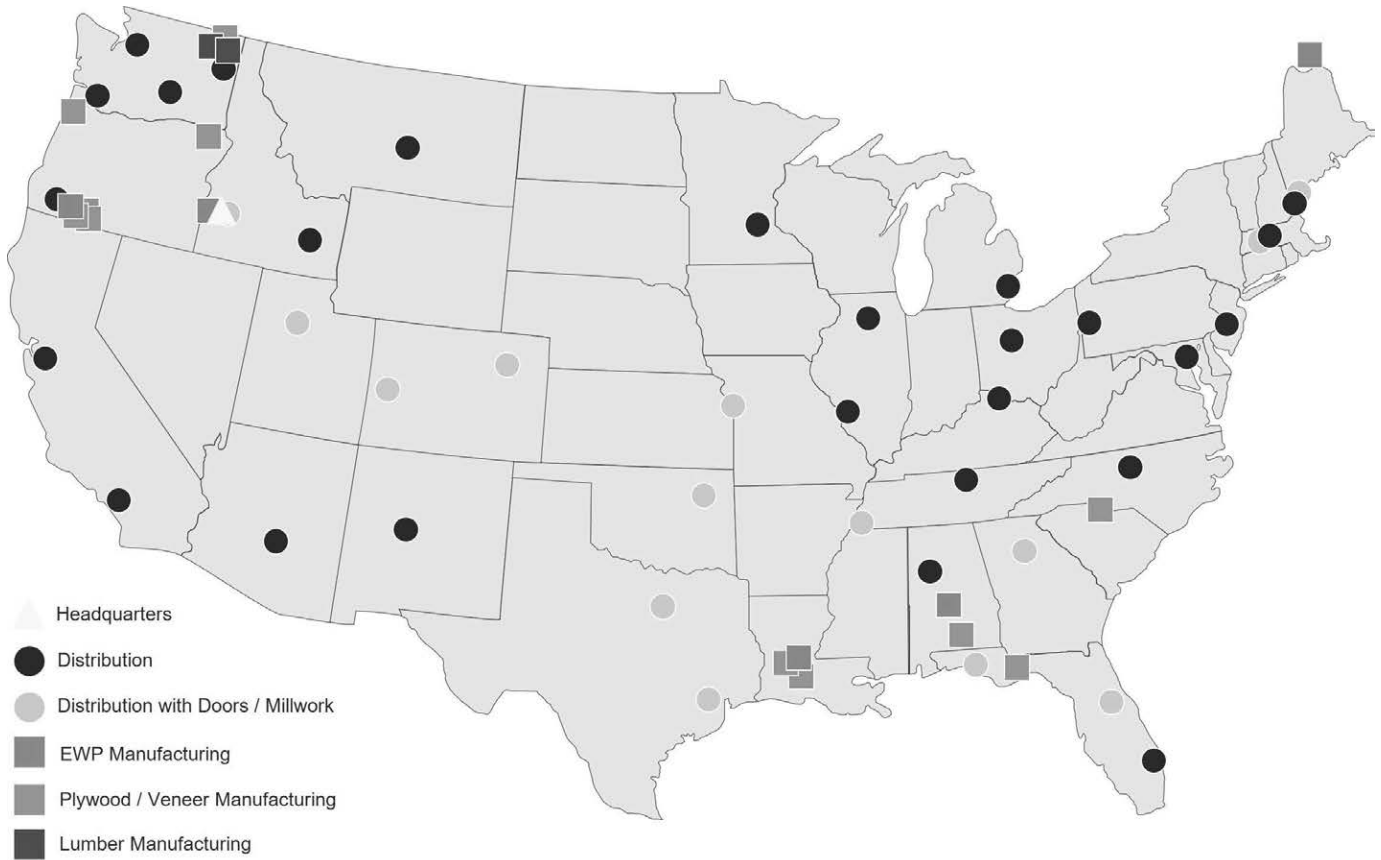 Headquarters
Distribution
Distribution with Doors / Millwork
EWP Manufacturing
Plywood / Veneer Manufacturing
Lumber Manufacturing